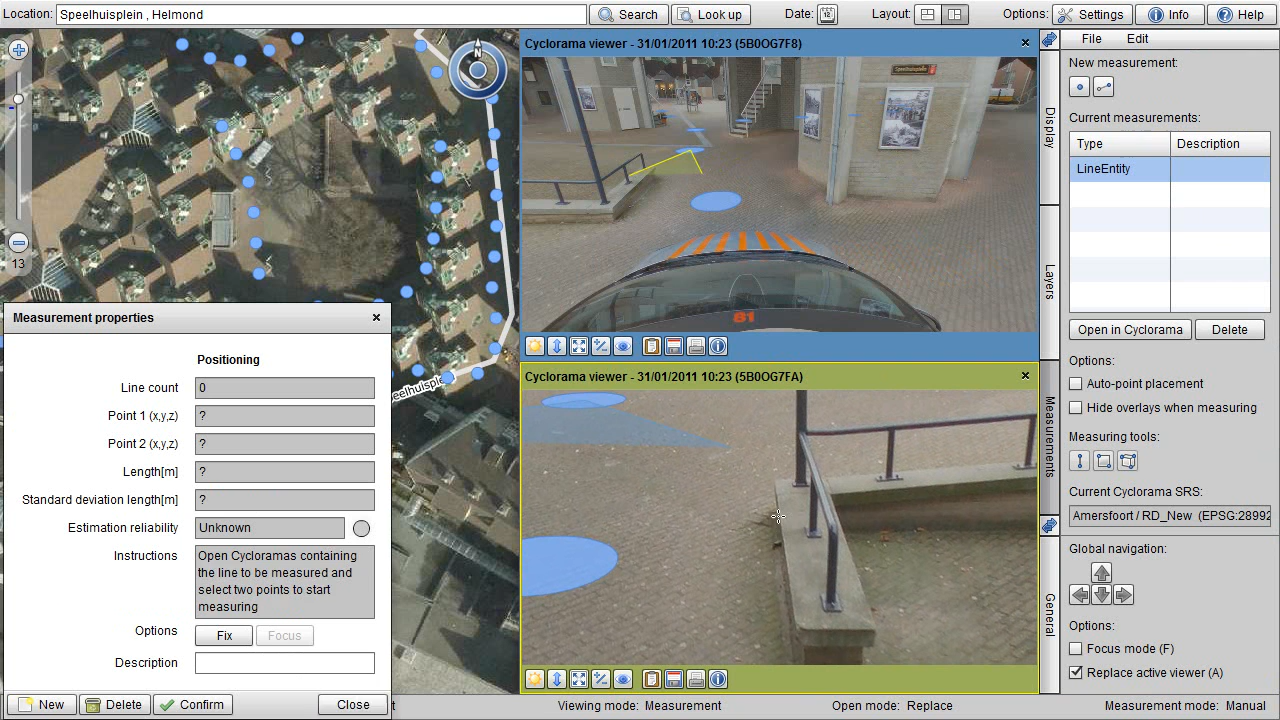 Location: Speelhuisplein , Helmond Search Look up Date: 12 Layout: Options: Settings Info Help
N
13
Cyclorama viewer - 31/01/2011 10:23 (5B0OG7F8)
Speelhuisplein
81
Cyclorama viewer - 31/01/2011 10:23 (5B0OG7FA)
Measurement properties
Positioning
Line count 0
Point 1 (x,y,z) ?
Point 2 (x,y,z) ?
Length[m] ?
Standard deviation length[m] ?
Estimation reliability Unknown
Instructions Open Cycloramas containing
the line to be measured and
select two points to start
measuring
Options Fix Focus
Description
New Delete Confirm Close
Viewing mode: Measurement Open mode: Replace Measurement mode: Manual
Display
Layers
Measurements
General
File Edit
New measurement:
Current measurements:
Type Description
LineEntity
Open in Cyclorama Delete
Options:
Auto-point placement
Hide overlays when measuring
Measuring tools:
Current Cyclorama SRS:
Amersfoort / RD_New (EPSG:28992
Global navigation:
Options:
Focus mode (F)
Replace active viewer (A)